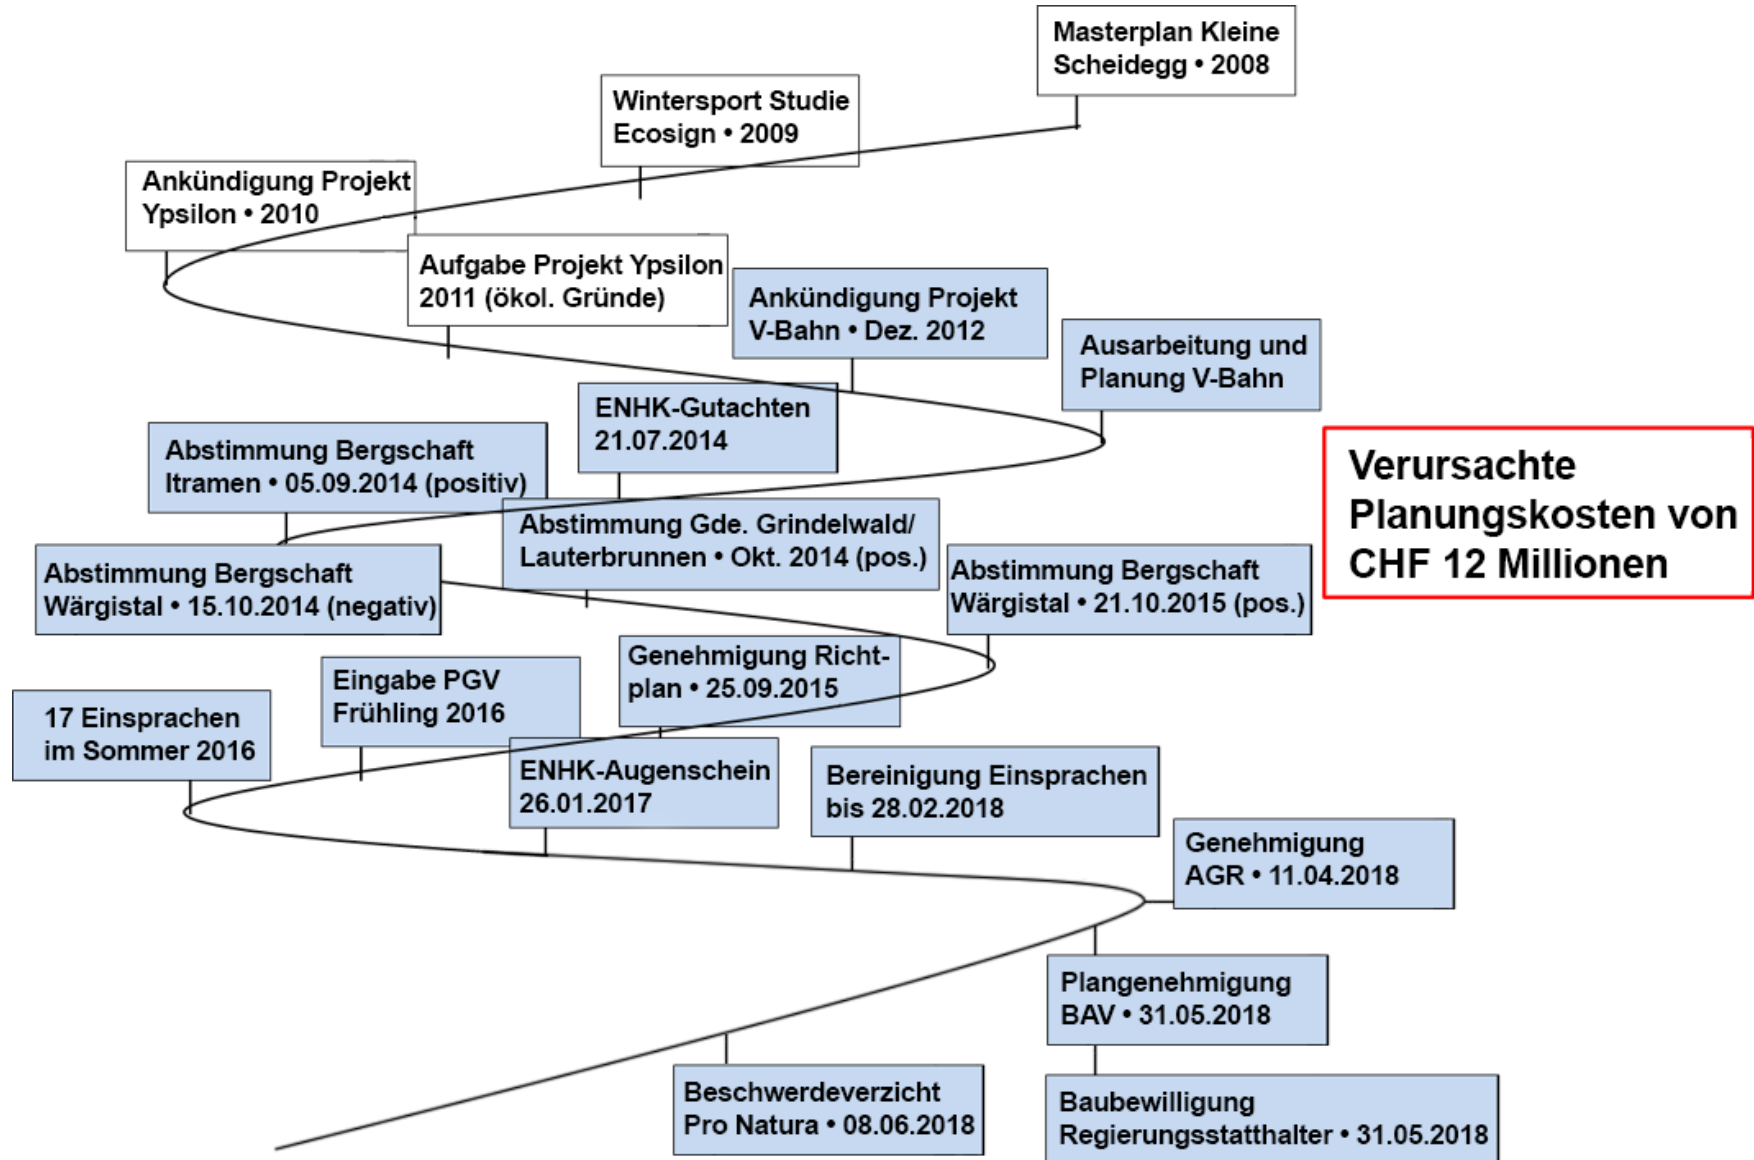 Masterplan Kleine
Scheidegg • 2008
Wintersport Studie
Ecosign • 2009
Ankündigung Projekt
Ypsilon • 2010
Aufgabe Projekt Ypsilon
2011 (ökol. Gründe)
Ankündigung Projekt
V-Bahn • Dez. 2012
Ausarbeitung und
Planung V-Bahn
ENHK-Gutachten
21.07.2014
Abstimmung Bergschaft
Itramen • 05.09.2014 (positiv)
Verursachte
Planungskosten von
CHF 12 Millionen
Abstimmung Gde. Grindelwald/
Lauterbrunnen • Okt. 2014 (pos.)
Abstimmung Bergschaft
Wärgistal • 15.10.2014 (negativ)
Abstimmung Bergschaft
Wärgistal • 21.10.2015 (pos.)
Genehmigung Richt-
plan • 25.09.2015
Eingabe PGV
Frühling 2016
17 Einsprachen
im Sommer 2016
ENHK-Augenschein
26.01.2017
Bereinigung Einsprachen
bis 28.02.2018
Genehmigung
AGR • 11.04.2018
Plangenehmigung
BAV • 31.05.2018
Baubewilligung
Regierungsstatthalter • 31.05.2018
Beschwerdeverzicht
Pro Natura • 08.06.2018